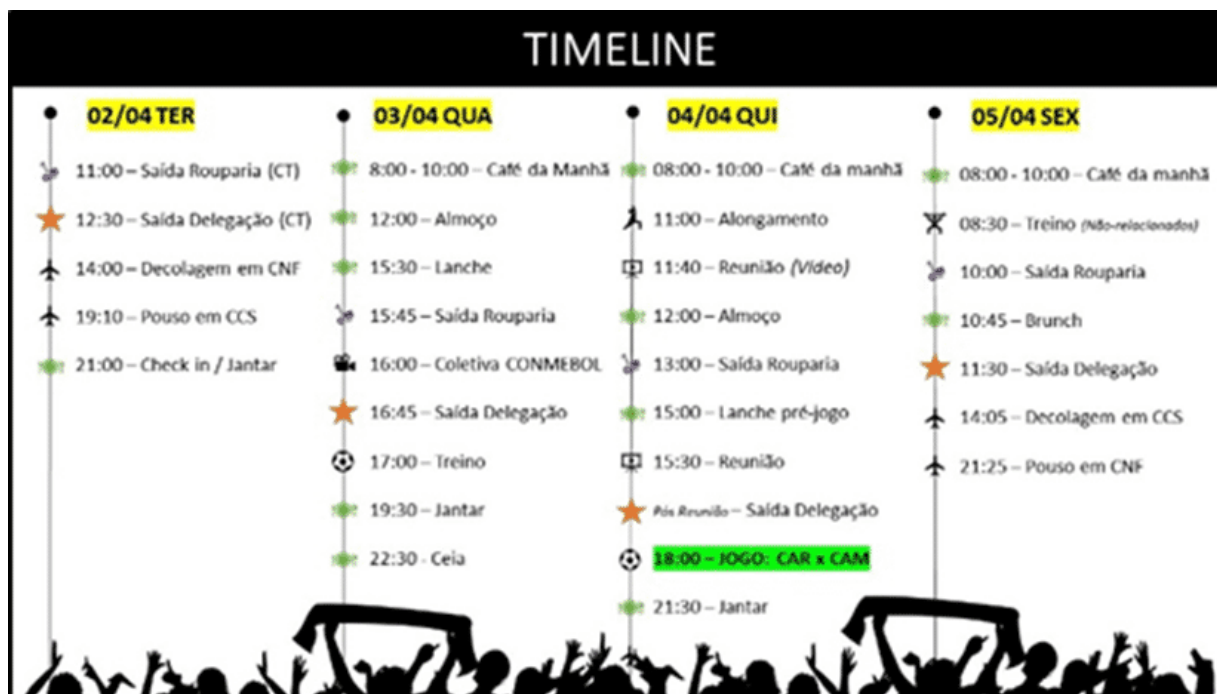 TIMELINE
02/04 TER
11:00 – Saída Rouparia (CT)
12:30 – Saída Delegação (CT)
14:00 – Decolagem em CNF
19:10 – Pouso em CCS
21:00 – Check in / Jantar
03/04 QUA
8:00 - 10:00 – Café da Manhã
12:00 – Almoço
15:30 – Lanche
15:45 – Saída Rouparia
16:00 – Coletiva CONMEBOL
16:45 – Saída Delegação
17:00 – Treino
19:30 – Jantar
22:30 - Ceia
04/04 QUI
08:00 - 10:00 – Café da manhã
11:00 – Alongamento
11:40 – Reunião (Vídeo)
12:00 – Almoço
13:00 – Saída Rouparia
15:00 – Lanche pré-jogo
15:30 – Reunião
Pós Reunião – Saída Delegação
18:00 – JOGO: CAR x CAM
21:30 – Jantar
05/04 SEX
08:00 - 10:00 – Café da manhã
08:30 – Treino (Não-relacionados)
10:00 – Saída Rouparia
10:45 – Brunch
11:30 – Saída Delegação
14:05 – Decolagem em CCS
21:25 – Pouso em CNF